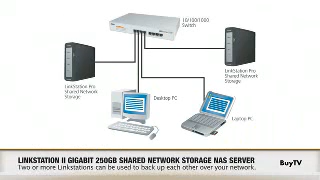 10/100/1000
Switch
LinkStation Pro
Shared Network
Storage
LinkStation Pro
Shared Network
Storage
Desktop PC
Laptop PC
LINKSTATION II GIGABIT 250GB SHARED NETWORK STORAGE NAS SERVER
Two or more Linkstations can be used to back up each other over your network.
BuyTV